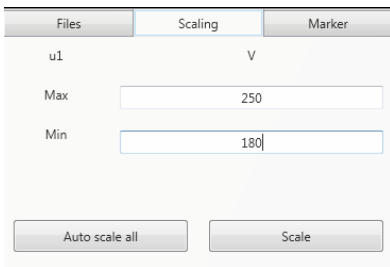 Files Scaling Marker
u1 V
Max 250
Min 180
Auto scale all Scale